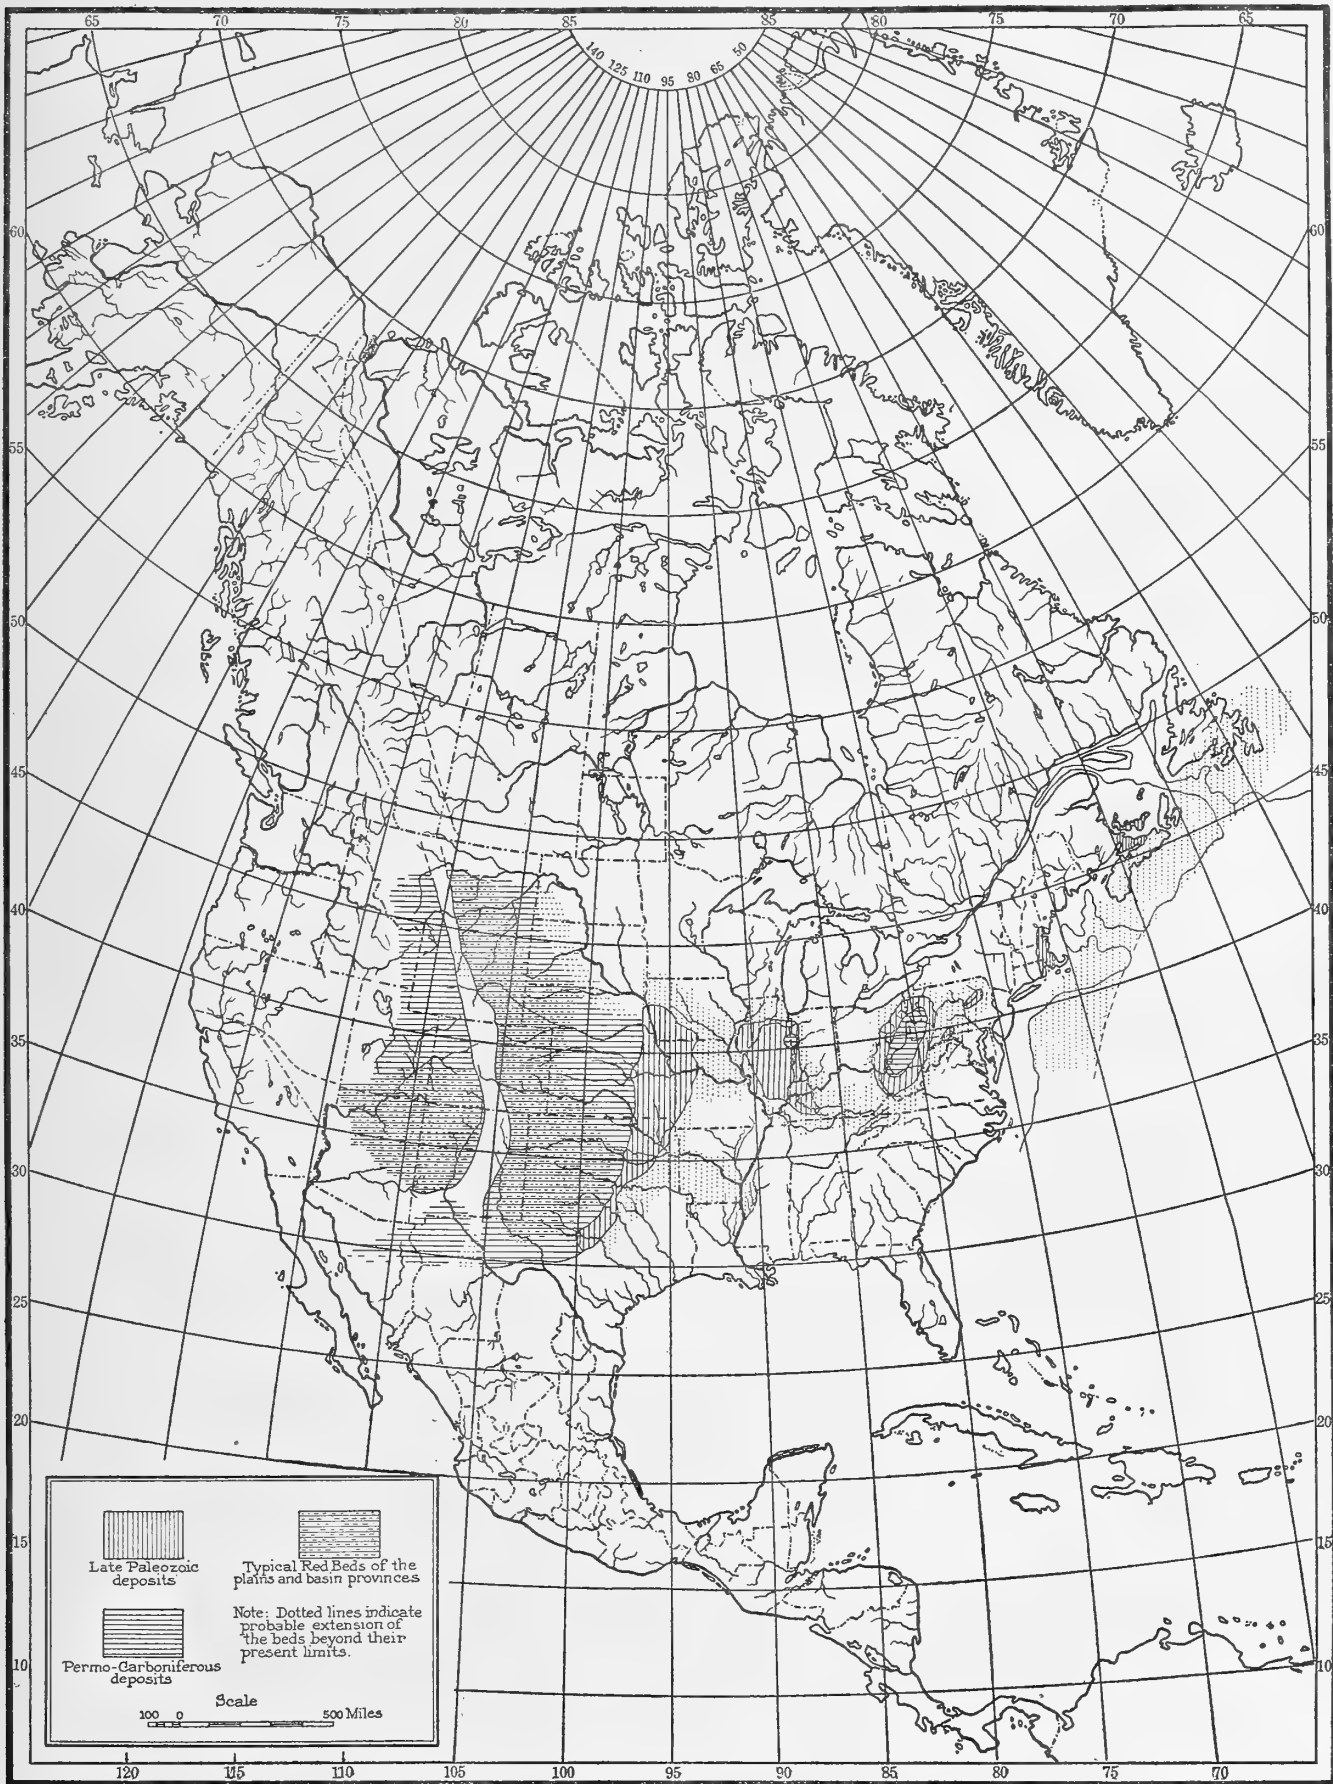 65 70 75 80 85 85 80 75 70 65
140 125 110 95 80 65 50
60 60
55 55
50 50
45 45
40 40
35 35
30 30
25 25
20 20
15 15
10 10
Late Paleozoic
deposits
Typical Red Beds of the
plains and basin provinces
Permo-Carboniferous
deposits
Note: Dotted lines indicate
probable extension of
the beds beyond their
present limits.
Scale
100 0 500 Miles
120 115 110 105 100 95 90 85 80 75 70